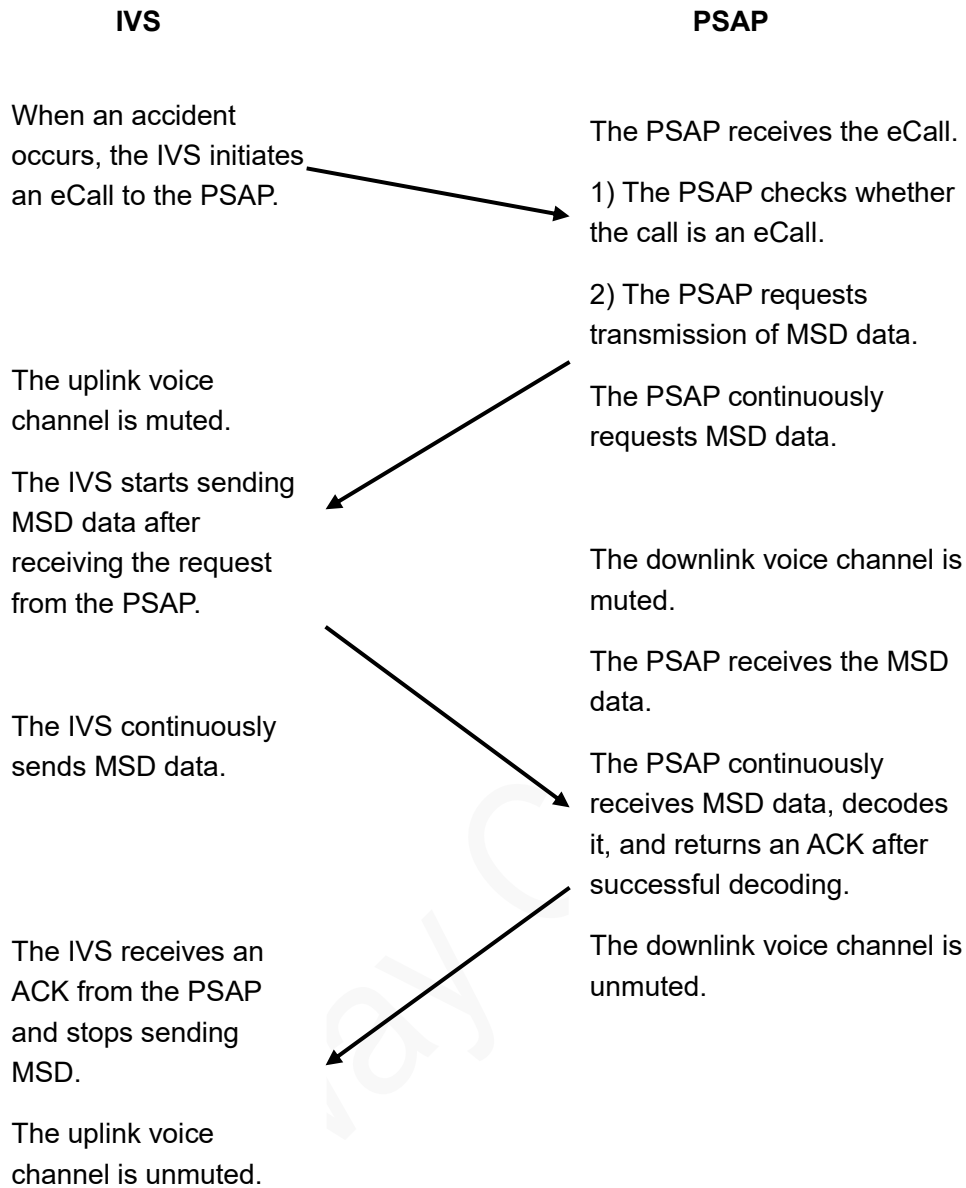 IVS
PSAP
When an accident
occurs, the IVS initiates
an eCall to the PSAP.
The PSAP receives the eCall.
1) The PSAP checks whether
the call is an eCall.
2) The PSAP requests
transmission of MSD data.
The uplink voice
channel is muted.
The PSAP continuously
requests MSD data.
The IVS starts sending
MSD data after
receiving the request
from the PSAP.
The downlink voice channel is
muted.
The PSAP receives the MSD
data.
The IVS continuously
sends MSD data.
The PSAP continuously
receives MSD data, decodes
it, and returns an ACK after
successful decoding.
The IVS receives an
ACK from the PSAP
and stops sending
MSD.
The downlink voice channel is
unmuted.
The uplink voice
channel is unmuted.